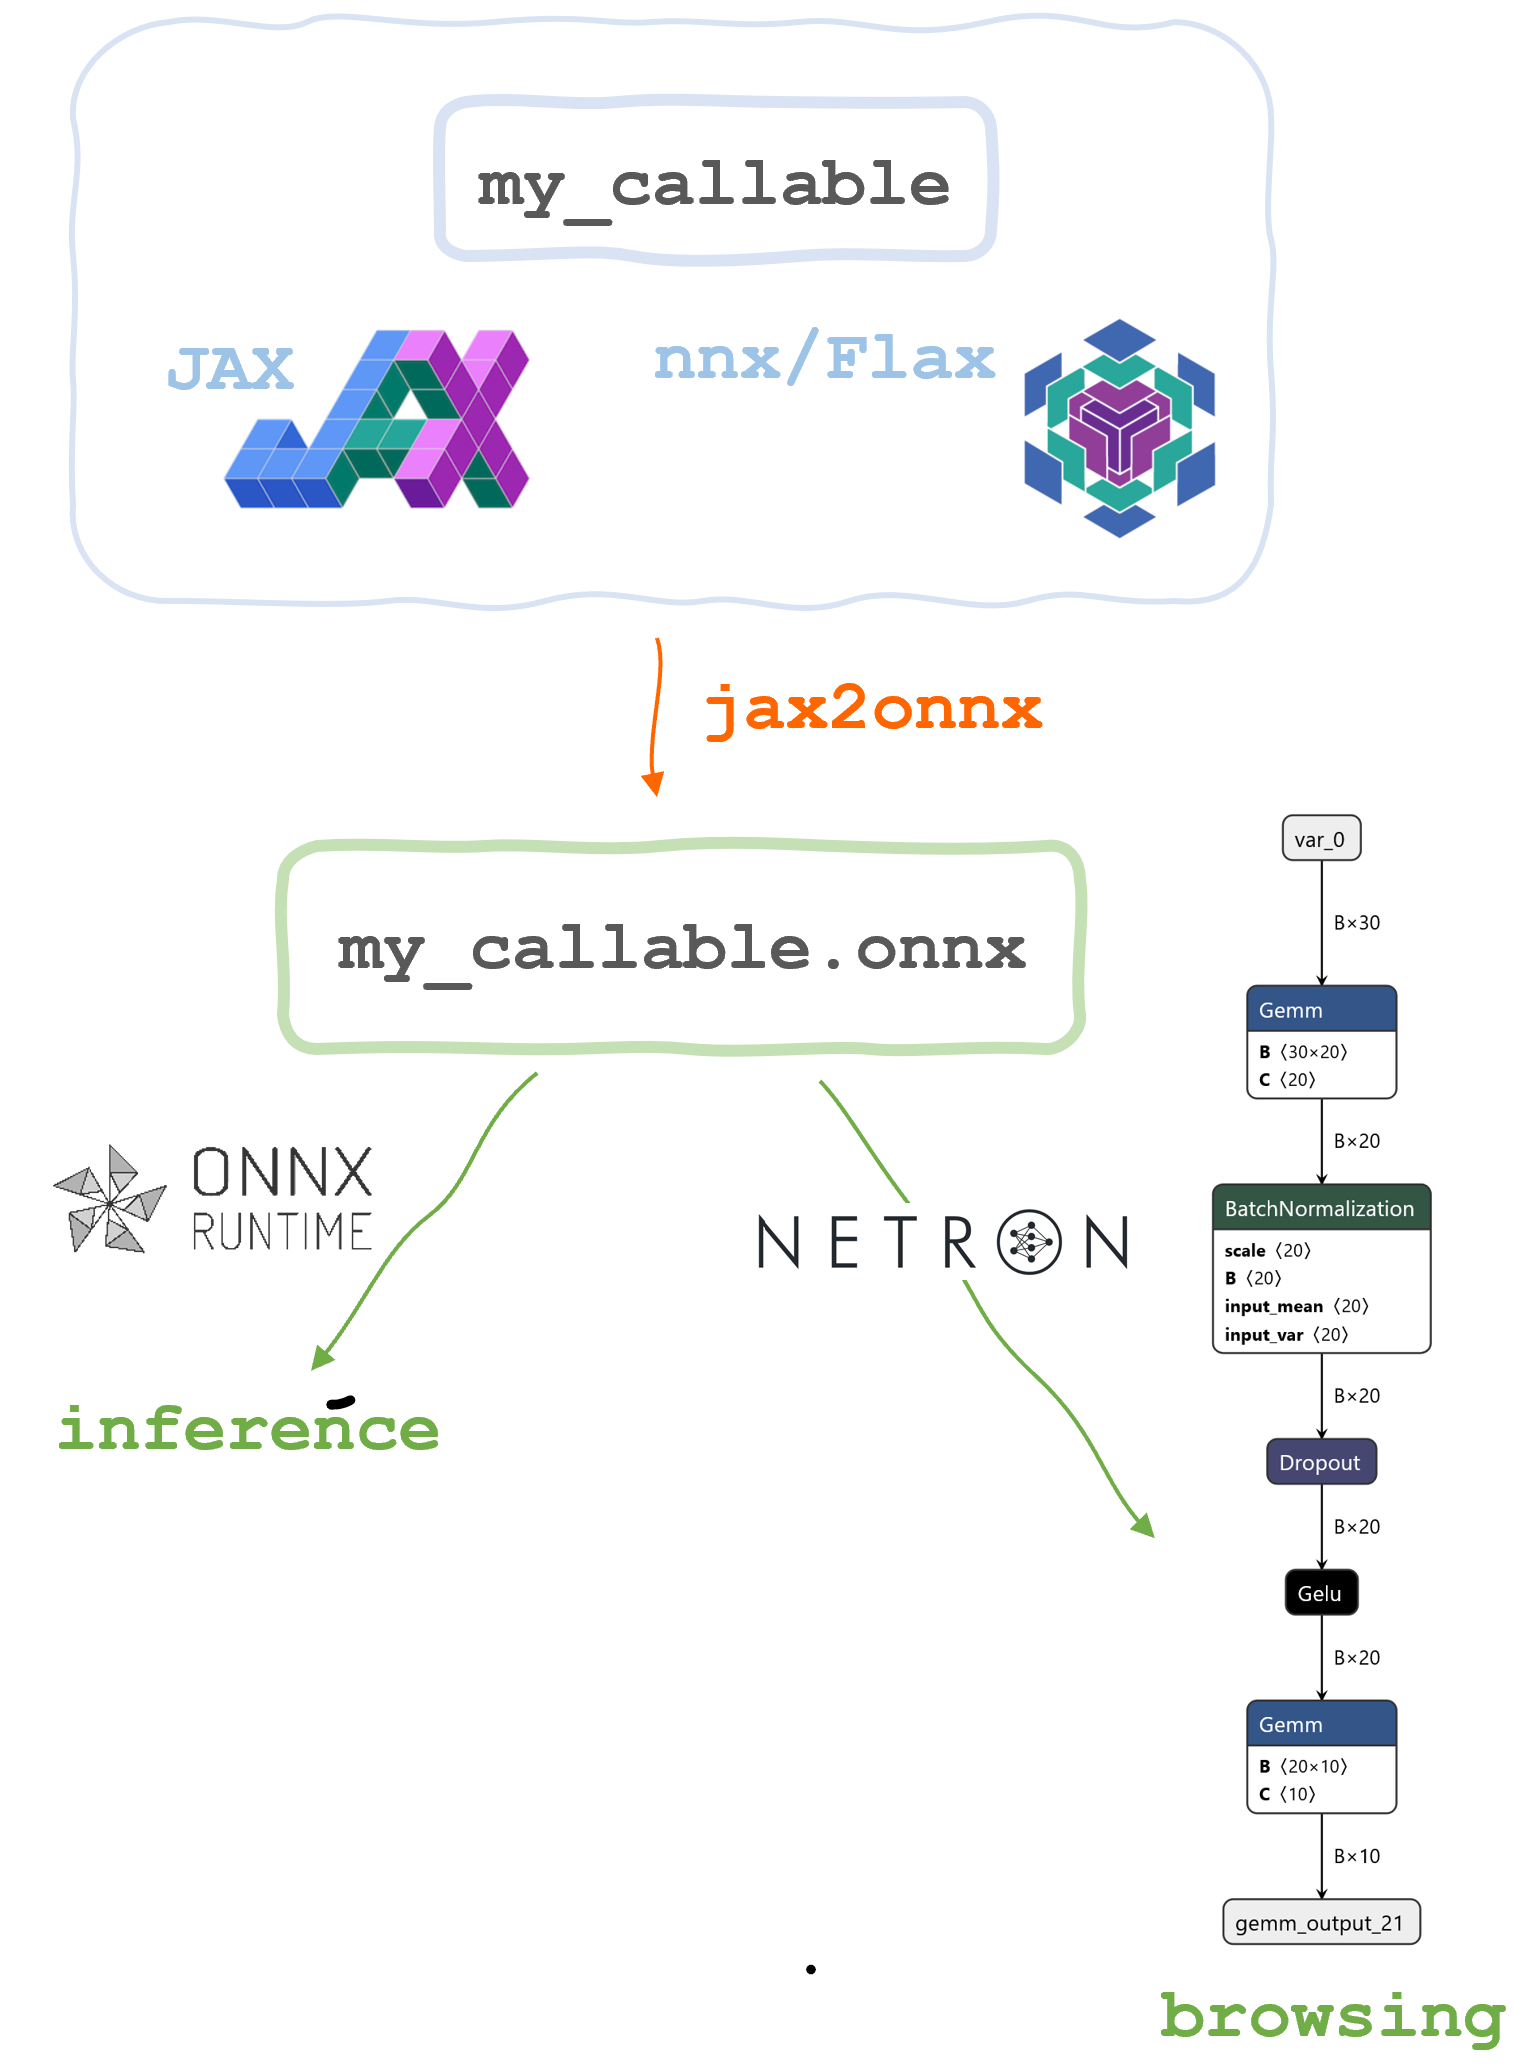 my_callable
JAX
nnx/Flax
jax2onnx
my_callable.onnx
ONNX
RUNTIME
inference
NETRON
var_0
B×30
Gemm
B ⟨30×20⟩
C ⟨20⟩
B×20
BatchNormalization
scale ⟨20⟩
B ⟨20⟩
input_mean ⟨20⟩
input_var ⟨20⟩
B×20
Dropout
B×20
Gelu
B×20
Gemm
B ⟨20×10⟩
C ⟨10⟩
B×10
gemm_output_21
browsing